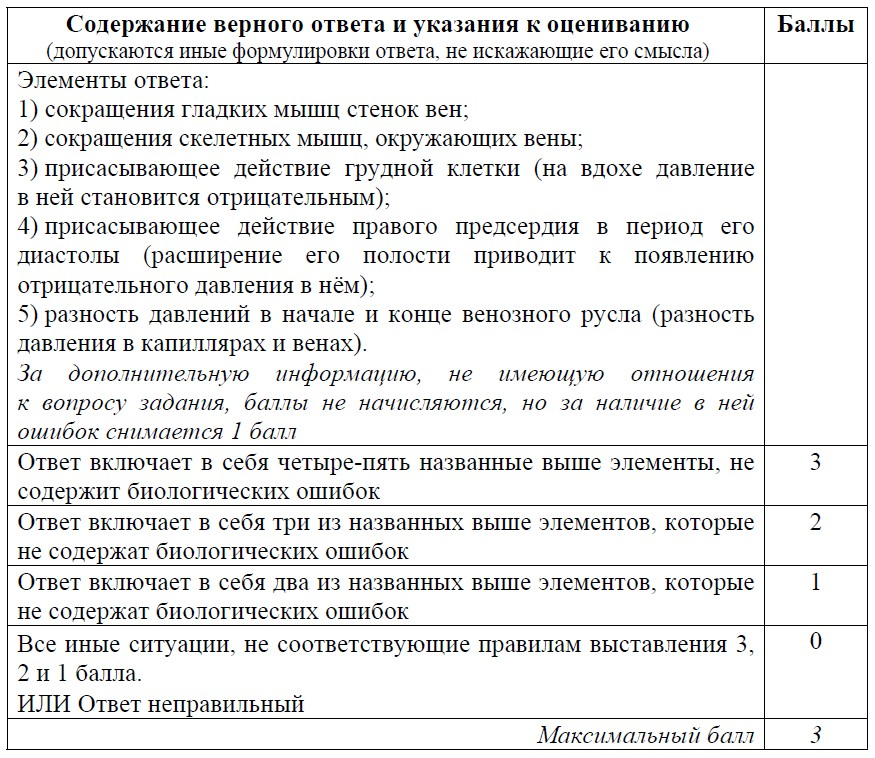 Содержание верного ответа и указания к оцениванию
(допускаются иные формулировки ответа, не искажающие его смысла)
Баллы
Элементы ответа:
1) сокращения гладких мышц стенок вен;
2) сокращения скелетных мышц, окружающих вены;
3) присасывающее действие грудной клетки (на вдохе давление
в ней становится отрицательным);
4) присасывающее действие правого предсердия в период его
диастолы (расширение его полости приводит к появлению
отрицательного давления в нём);
5) разность давлений в начале и конце венозного русла (разность
давления в капиллярах и венах).
За дополнительную информацию, не имеющую отношения
к вопросу задания, баллы не начисляются, но за наличие в ней
ошибок снимается 1 балл
Ответ включает в себя четыре-пять названные выше элементы, не
содержит биологических ошибок
3
Ответ включает в себя три из названных выше элементов, которые
не содержат биологических ошибок
2
Ответ включает в себя два из названных выше элементов, которые
не содержат биологических ошибок
1
Все иные ситуации, не соответствующие правилам выставления 3,
2 и 1 балла.
ИЛИ Ответ неправильный
0
Максимальный балл
3